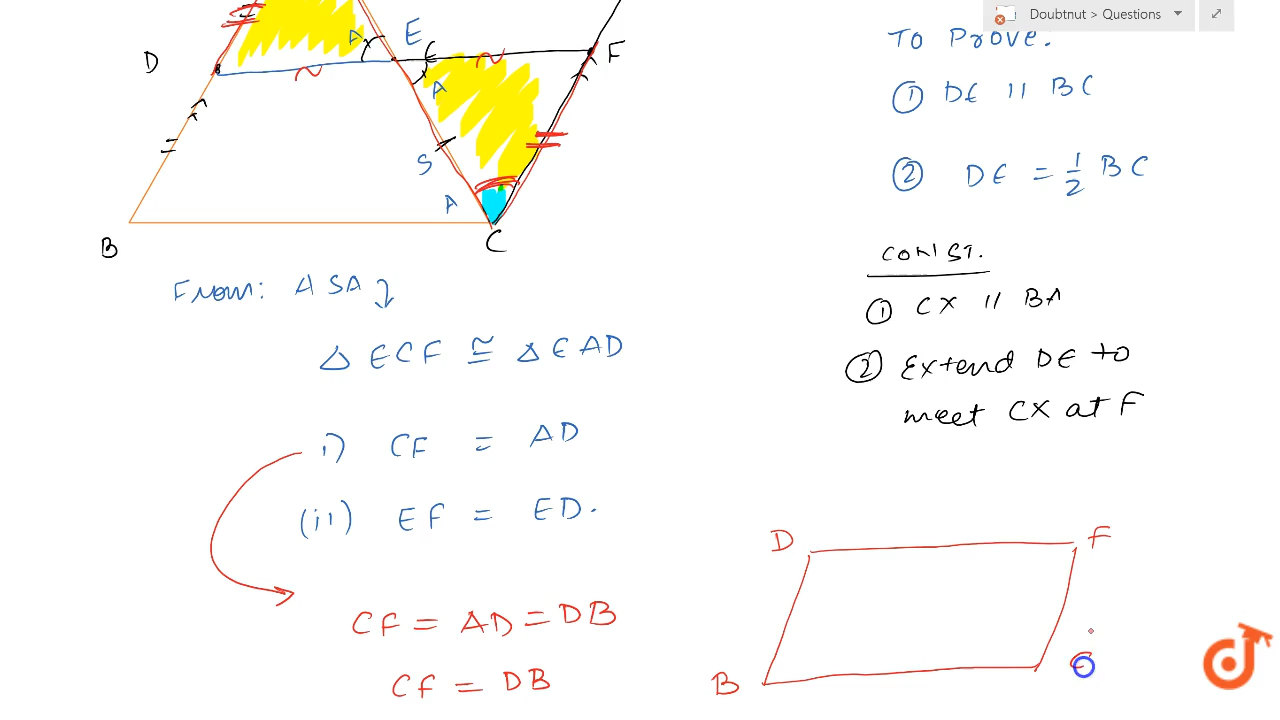 Doubtnut > Questions
To Prove:
① DE || BC
② DE = 1/2 BC
CONST.
① CX || BA
② Extend DE to
meet CX at F
A E E
D F
A
S
A
B C
From: ASA
Δ ECF ≅ Δ EAD
i) CF = AD
(ii) EF = ED.
CF = AD = DB
CF = DB
D F
B C